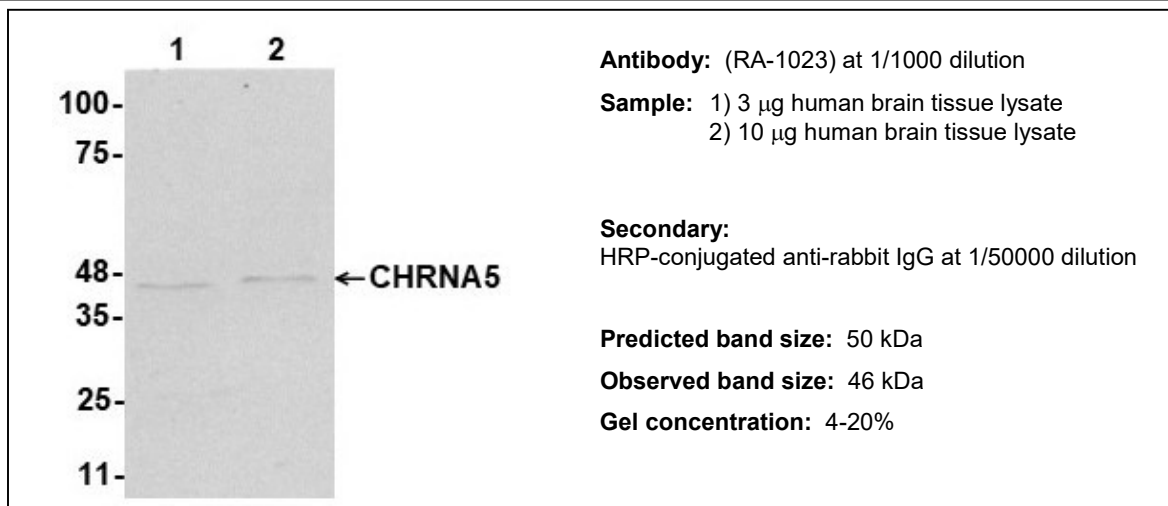 1 2
100-
75-
48-
←CHRNA5
35-
25-
11-
Antibody: (RA-1023) at 1/1000 dilution
Sample: 1) 3 μg human brain tissue lysate
2) 10 μg human brain tissue lysate
Secondary:
HRP-conjugated anti-rabbit IgG at 1/50000 dilution
Predicted band size: 50 kDa
Observed band size: 46 kDa
Gel concentration: 4-20%